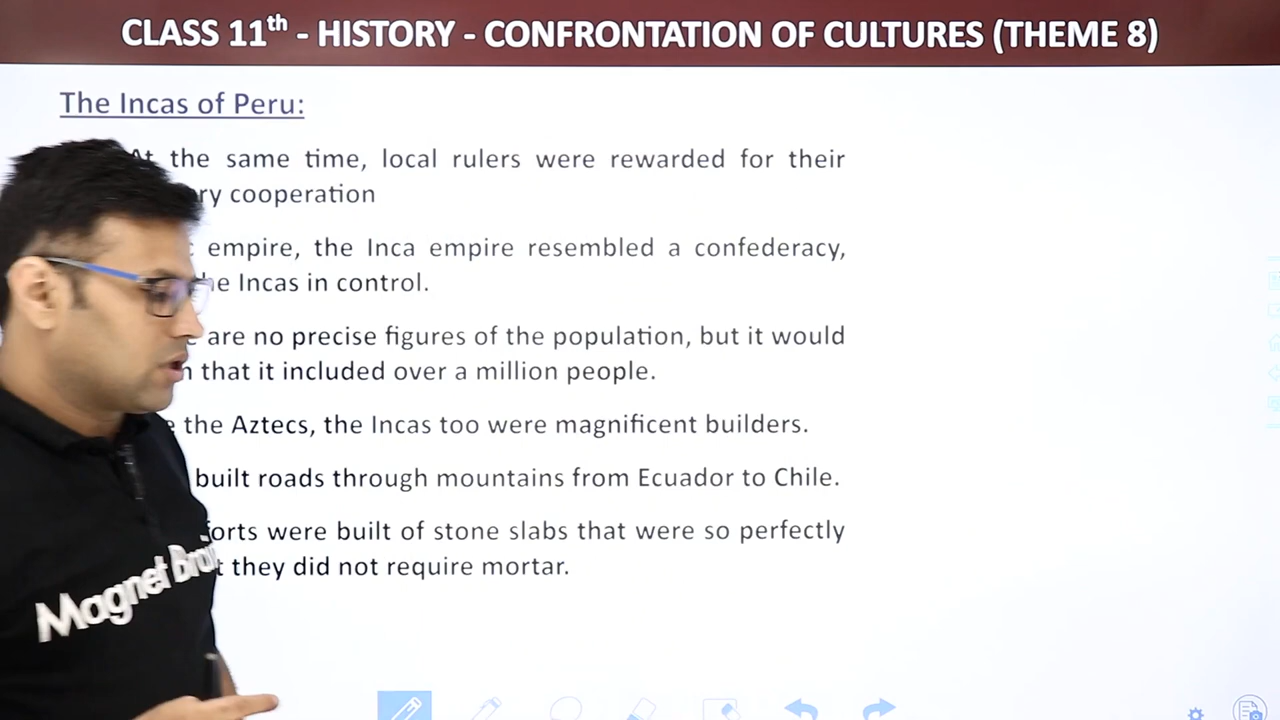 CLASS 11th - HISTORY - CONFRONTATION OF CULTURES (THEME 8)
The Incas of Peru:
At the same time, local rulers were rewarded for their
ry cooperation
c empire, the Inca empire resembled a confederacy,
he Incas in control.
e are no precise figures of the population, but it would
n that it included over a million people.
e the Aztecs, the Incas too were magnificent builders.
built roads through mountains from Ecuador to Chile.
forts were built of stone slabs that were so perfectly
t they did not require mortar.
Magnet Brai